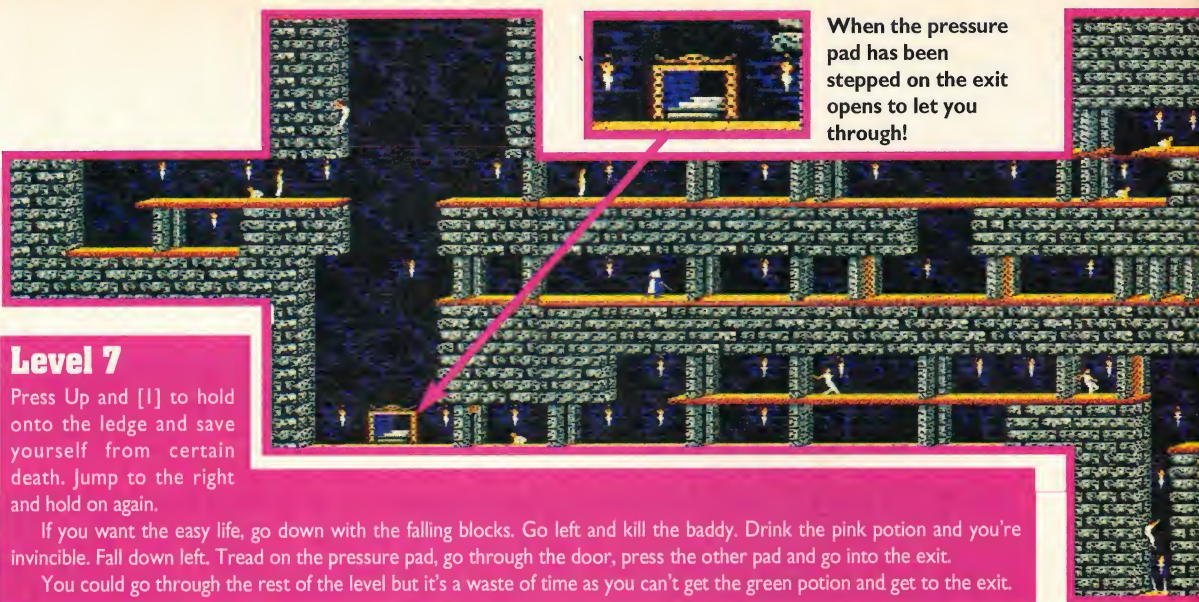 When the pressure
pad has been
stepped on the exit
opens to let you
through!
Level 7
Press Up and [1] to hold
onto the ledge and save
yourself from certain
death. Jump to the right
and hold on again.
If you want the easy life, go down with the falling blocks. Go left and kill the baddy. Drink the pink potion and you're
invincible. Fall down left. Tread on the pressure pad, go through the door, press the other pad and go into the exit.
You could go through the rest of the level but it's a waste of time as you can't get the green potion and get to the exit.